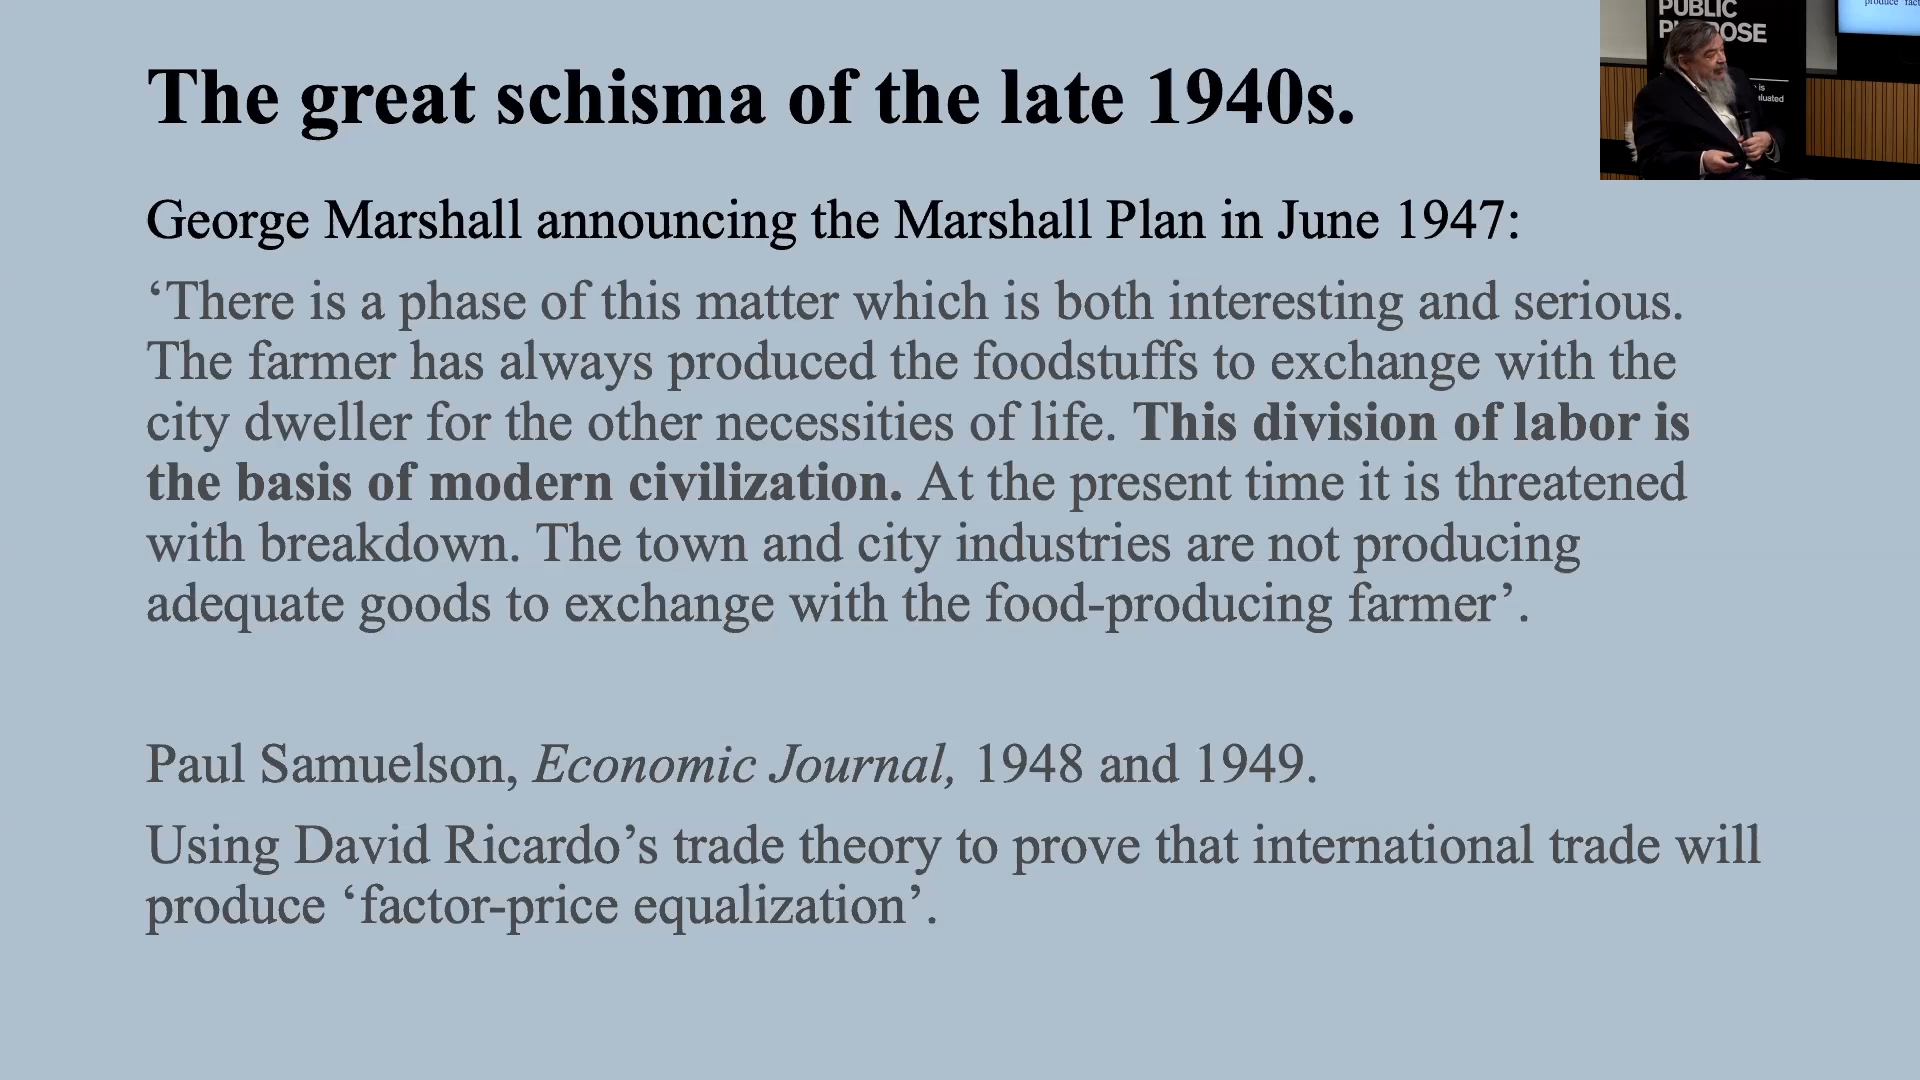 The great schisma of the late 1940s.
George Marshall announcing the Marshall Plan in June 1947:
‘There is a phase of this matter which is both interesting and serious.
The farmer has always produced the foodstuffs to exchange with the
city dweller for the other necessities of life. This division of labor is
the basis of modern civilization. At the present time it is threatened
with breakdown. The town and city industries are not producing
adequate goods to exchange with the food-producing farmer’.
Paul Samuelson, Economic Journal, 1948 and 1949.
Using David Ricardo’s trade theory to prove that international trade will
produce ‘factor-price equalization’.
PUBLIC
is
produce